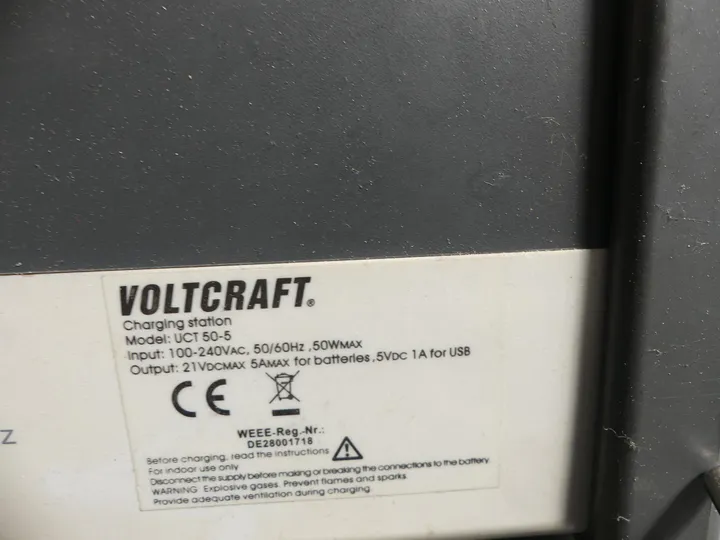 VOLTCRAFT®
Charging station
Model: UCT 50-5
Input: 100-240VAC, 50/60Hz ,50WMAX
Output: 21VDCMAX 5AMAX for batteries ,5VDC 1A for USB
CE
Z
WEEE-Reg.-Nr.:
DE28001718
Before charging, read the instructions
For indoor use only
Disconnect the supply before making or breaking the connections to the battery
WARNING Explosive gases. Prevent flames and sparks.
Provide adequate ventilation during charging